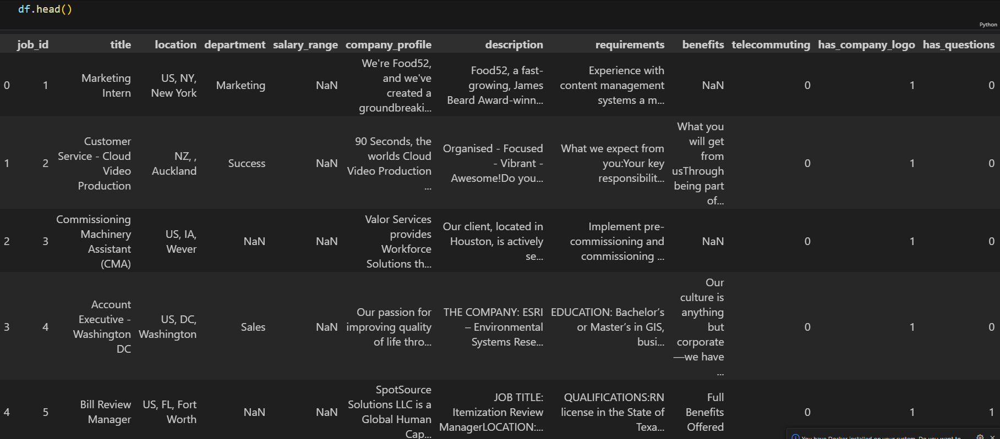 df.head()
Python
job_id title location department salary_range company_profile description requirements benefits telecommuting has_company_logo has_questions
We're Food52,
and we've
created a
groundbreaki...
Food52, a fast-
growing, James
Beard Award-winn...
Experience with
content management
systems a m...
0 1 Marketing
Intern
US, NY,
New York
Marketing NaN NaN 0 1 0
Customer
Service - Cloud
Video
Production
NZ, ,
Auckland
1 2 Success NaN
90 Seconds, the
worlds Cloud
Video Production
...
Organised - Focused
- Vibrant -
Awesome!Do you...
What we expect from
you:Your key
responsibilit...
What you
will get
from
usThrough
being part
of...
0 1 0
Commissioning
Machinery
Assistant
(CMA)
2 3 US, IA,
Wever
NaN NaN
Valor Services
provides
Workforce
Solutions th...
Our client, located in
Houston, is actively
se...
Implement pre-
commissioning and
commissioning ...
NaN 0 1 0
Account
Executive -
Washington
DC
3 4 US, DC,
Washington
Sales NaN
Our passion for
improving quality
of life thro...
THE COMPANY: ESRI
– Environmental
Systems Rese...
EDUCATION: Bachelor’s
or Master’s in GIS,
busi...
Our
culture is
anything
but
corporate
—we have
...
0 1 0
4 5 Bill Review
Manager
US, FL, Fort
Worth
NaN NaN
SpotSource
Solutions LLC is a
Global Human
Cap...
JOB TITLE:
Itemization Review
ManagerLOCATION:...
QUALIFICATIONS:RN
license in the State of
Texa...
Full
Benefits
Offered
0 1 1
You have Docker installed on your system. Do you want to